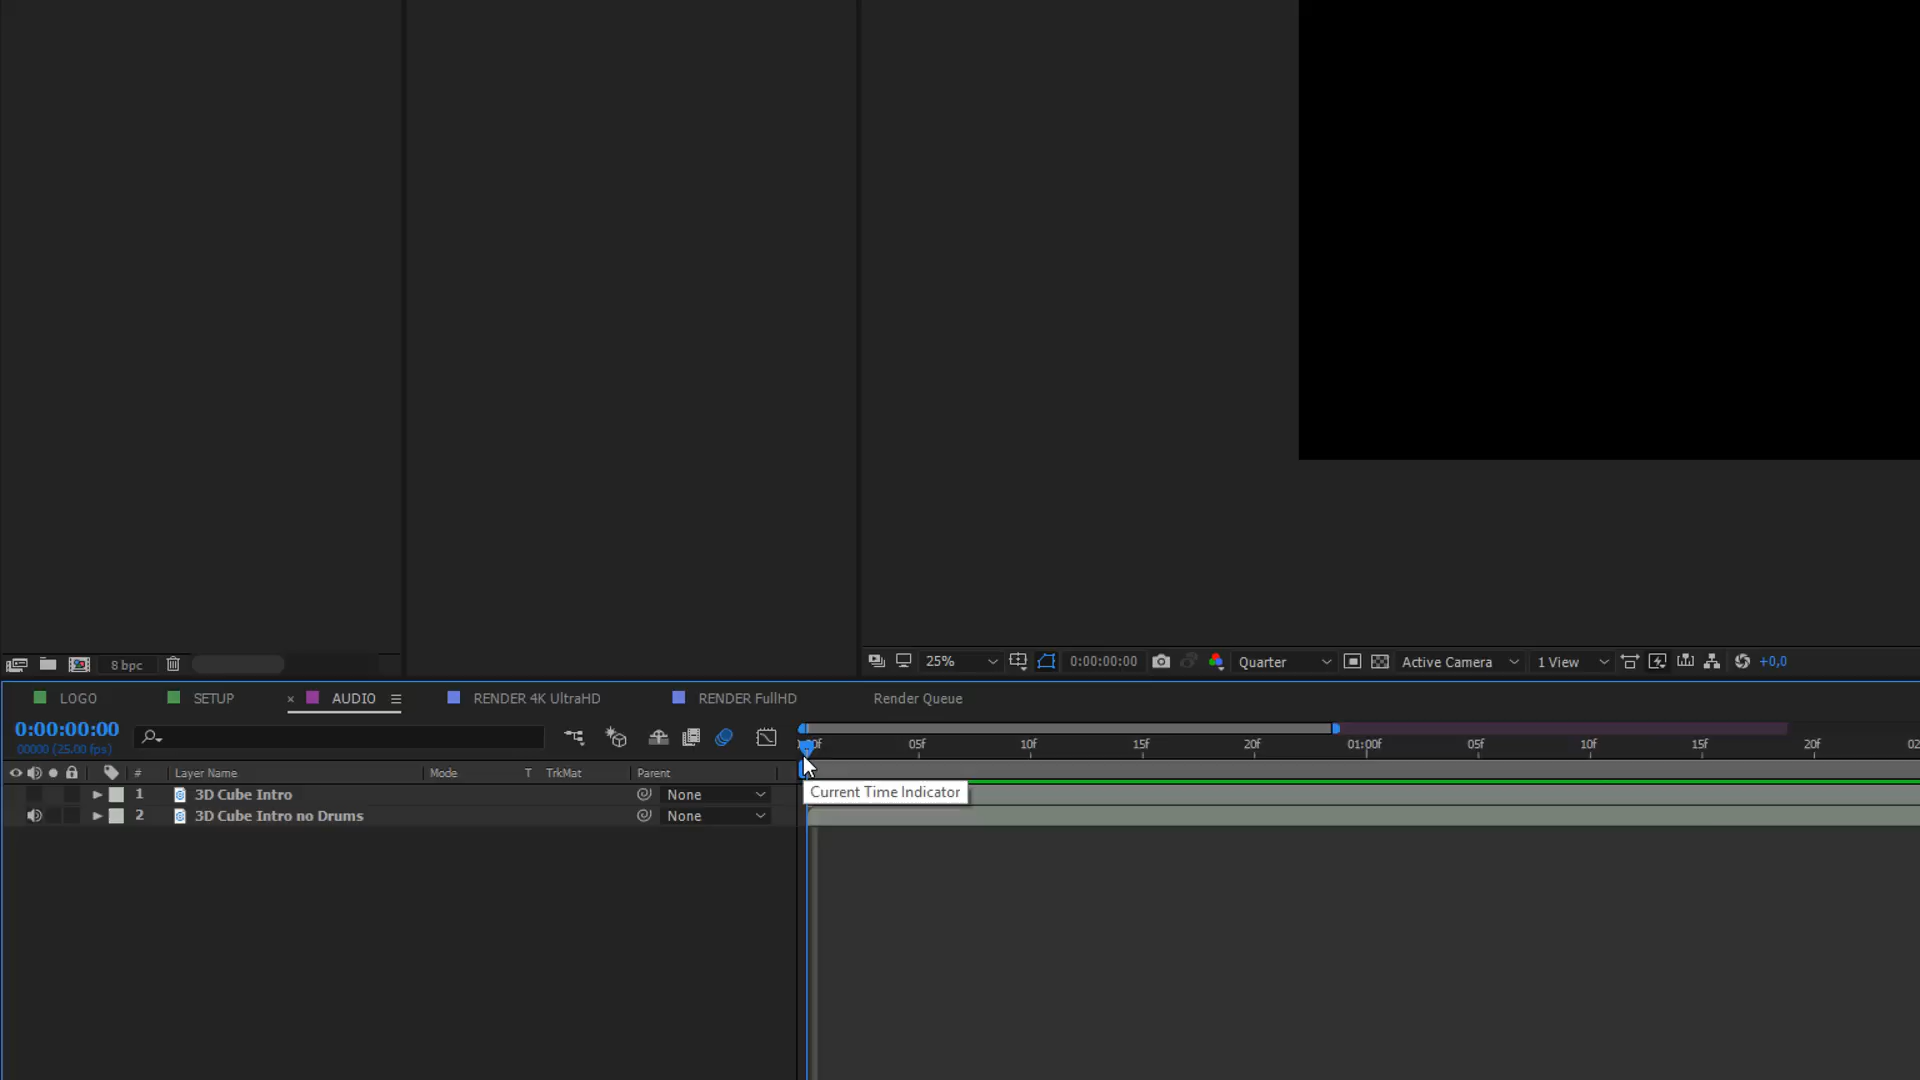 8 bpc
25%
0:00:00:00
Quarter
Active Camera
1 View
+0,0
LOGO
SETUP
× AUDIO
RENDER 4K UltraHD
RENDER FullHD
Render Queue
0:00:00:00
00000 (25.00 fps)
05f
10f
15f
20f
01:00f
05f
10f
15f
20f
02
#
Layer Name
Mode
T
TrkMat
Parent
1
3D Cube Intro
None
Current Time Indicator
2
3D Cube Intro no Drums
None